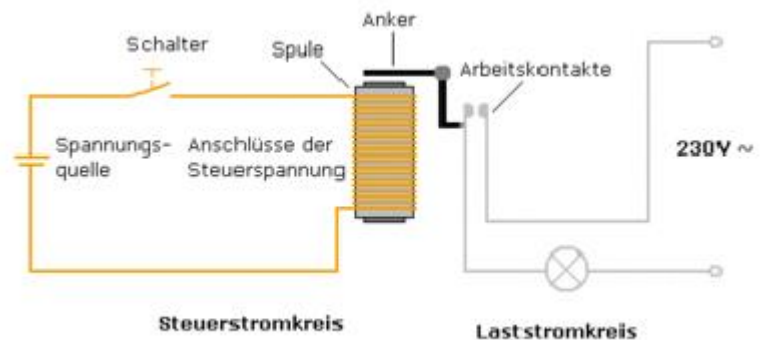 Anker
Schalter
Spule
Arbeitskontakte
Spannungs-
quelle
Anschlüsse der
Steuerspannung
230V ~
Steuerstromkreis
Laststromkreis